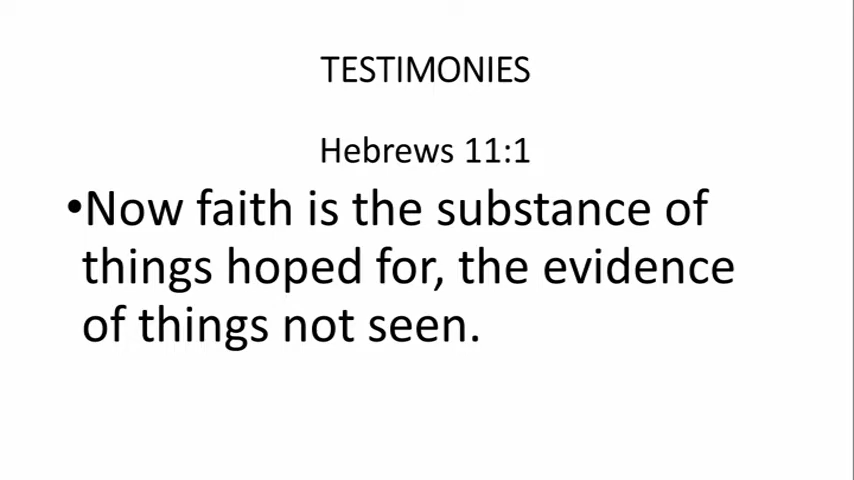 TESTIMONIES
Hebrews 11:1
•Now faith is the substance of
things hoped for, the evidence
of things not seen.